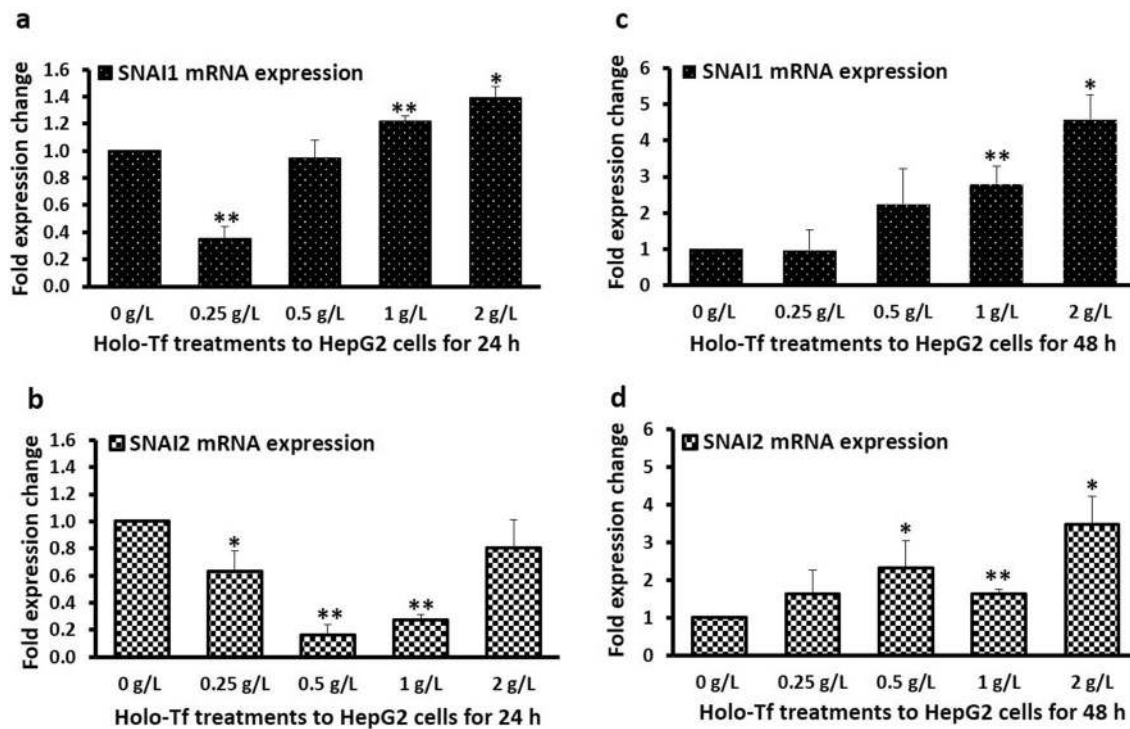 a
SNAI1 mRNA expression
Fold expression change
1.6
1.4
1.2
1.0
0.8
0.6
0.4
0.2
0.0
**
**
*
0 g/L 0.25 g/L 0.5 g/L 1 g/L 2 g/L
Holo-Tf treatments to HepG2 cells for 24 h
c
SNAI1 mRNA expression
Fold expression change
6
5
4
3
2
1
0
**
*
0 g/L 0.25 g/L 0.5 g/L 1 g/L 2 g/L
Holo-Tf treatments to HepG2 cells for 48 h
b
SNAI2 mRNA expression
Fold expression change
1.6
1.4
1.2
1.0
0.8
0.6
0.4
0.2
0.0
*
**
**
0 g/L 0.25 g/L 0.5 g/L 1 g/L 2 g/L
Holo-Tf treatments to HepG2 cells for 24 h
d
SNAI2 mRNA expression
Fold expression change
6
5
4
3
2
1
0
*
**
*
0 g/L 0.25 g/L 0.5 g/L 1 g/L 2 g/L
Holo-Tf treatments to HepG2 cells for 48 h